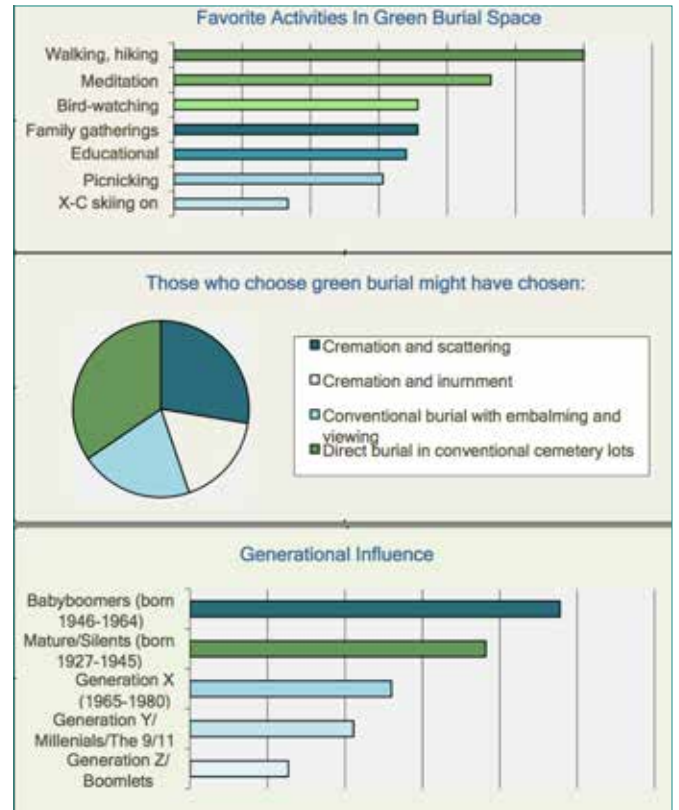 Favorite Activities In Green Burial Space
Walking, hiking
Meditation
Bird-watching
Family gatherings
Educational
Picnicking
X-C skiing on
Those who choose green burial might have chosen:
Cremation and scattering
Cremation and inurnment
Conventional burial with embalming and
viewing
Direct burial in conventional cemetery lots
Generational Influence
Babyboomers (born
1946-1964)
Mature/Silents (born
1927-1945)
Generation X
(1965-1980)
Generation Y/
Millenials/The 9/11
Generation Z/
Boomlets